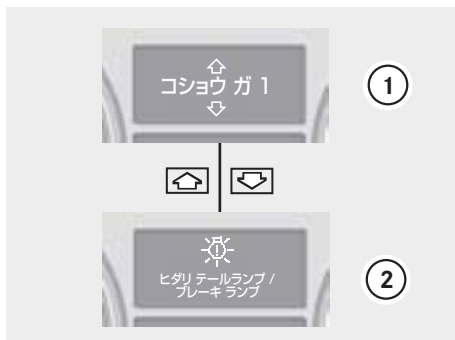 コショウ ガ 1
1
ヒダリ テールランプ /
ブレーキ ランプ
2